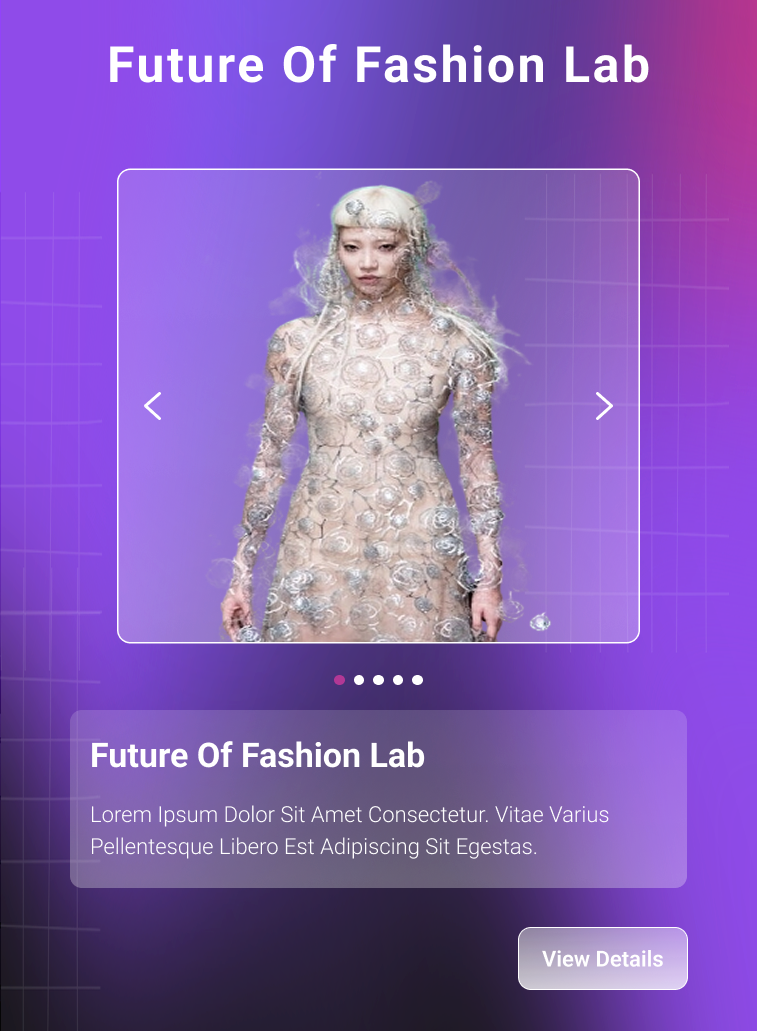 Future Of Fashion Lab
Future Of Fashion Lab
Lorem Ipsum Dolor Sit Amet Consectetur. Vitae Varius
Pellentesque Libero Est Adipiscing Sit Egestas.
View Details